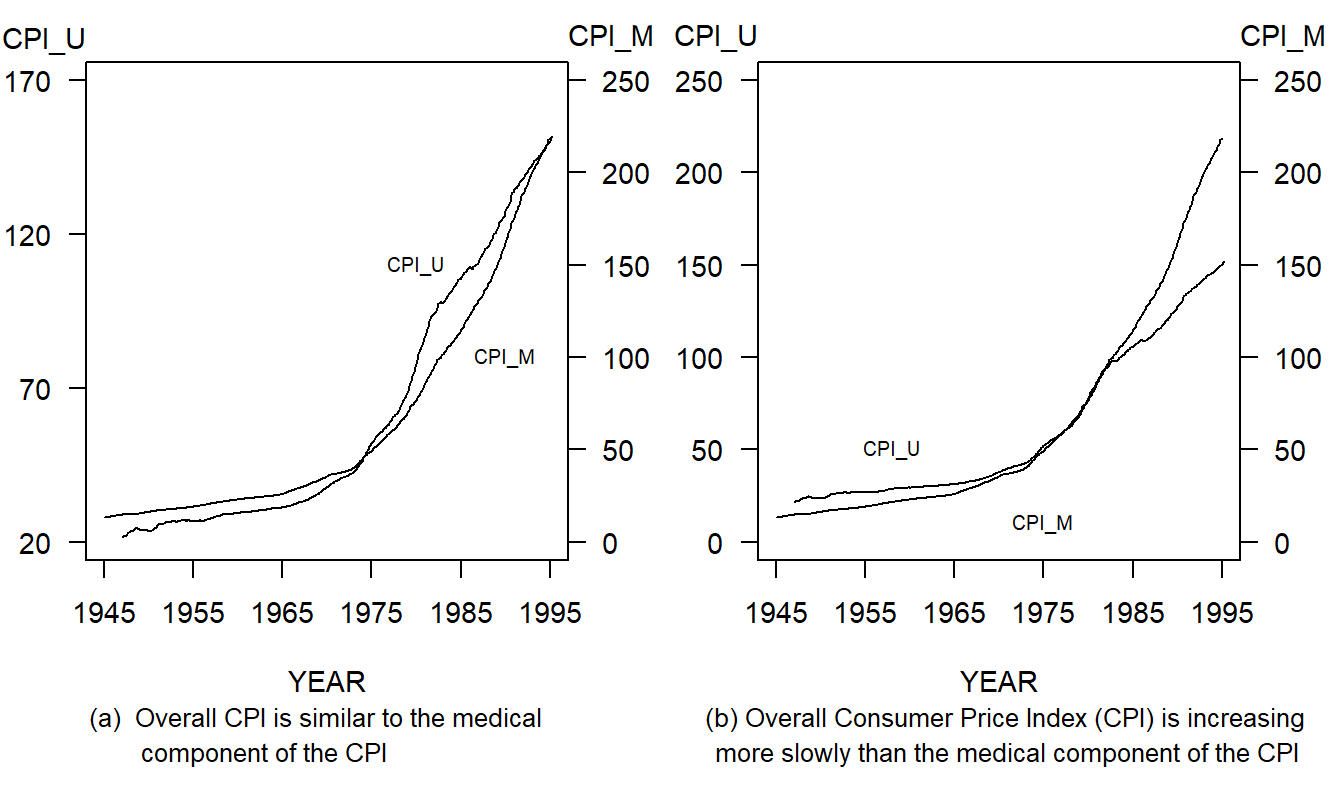 CPI_U
CPI_M
170
120
70
20
250
200
150
100
50
0
CPI_U
CPI_M
1945 1955 1965 1975 1985 1995
YEAR
(a) Overall CPI is similar to the medical
component of the CPI
CPI_U
CPI_M
250
200
150
100
50
0
250
200
150
100
50
0
CPI_U
CPI_M
1945 1955 1965 1975 1985 1995
YEAR
(b) Overall Consumer Price Index (CPI) is increasing
more slowly than the medical component of the CPI